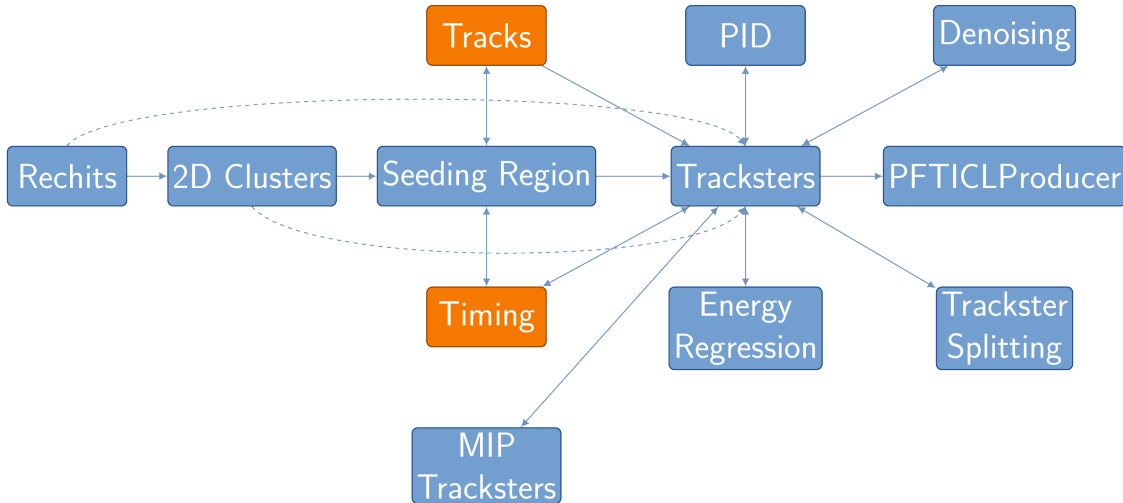 Tracks
PID
Denoising
Rechits
2D Clusters
Seeding Region
Tracksters
PFTICLProducer
Timing
Energy
Regression
Trackster
Splitting
MIP
Tracksters